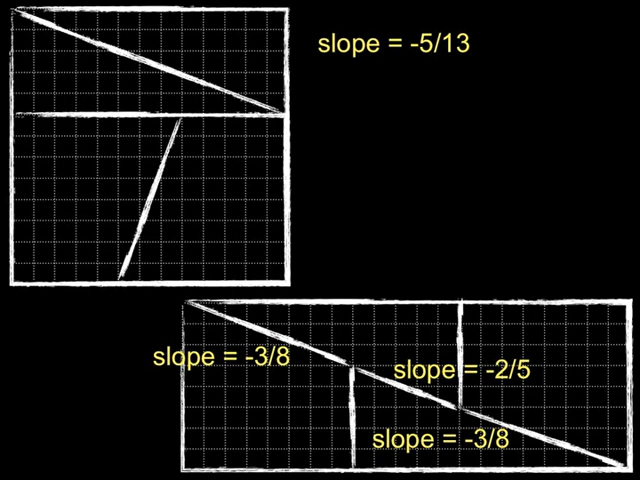 slope = -5/13
slope = -3/8
slope = -2/5
slope = -3/8